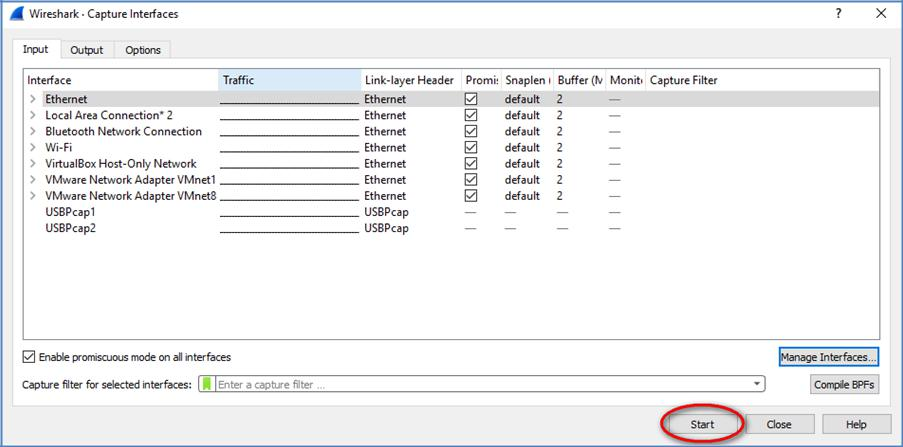 Wireshark · Capture Interfaces
? 
Input Output Options
Interface Traffic Link-layer Header Promis Snaplen ( Buffer (M Monito Capture Filter
Ethernet Ethernet default 2 —
Local Area Connection* 2 Ethernet default 2 —
Bluetooth Network Connection Ethernet default 2 —
Wi-Fi Ethernet default 2 —
VirtualBox Host-Only Network Ethernet default 2 —
VMware Network Adapter VMnet1 Ethernet default 2 —
VMware Network Adapter VMnet8 Ethernet default 2 —
USBPcap1 USBPcap — — — —
USBPcap2 USBPcap — — — —
Enable promiscuous mode on all interfaces Manage Interfaces...
Capture filter for selected interfaces: Enter a capture filter ... Compile BPFs
Start Close Help